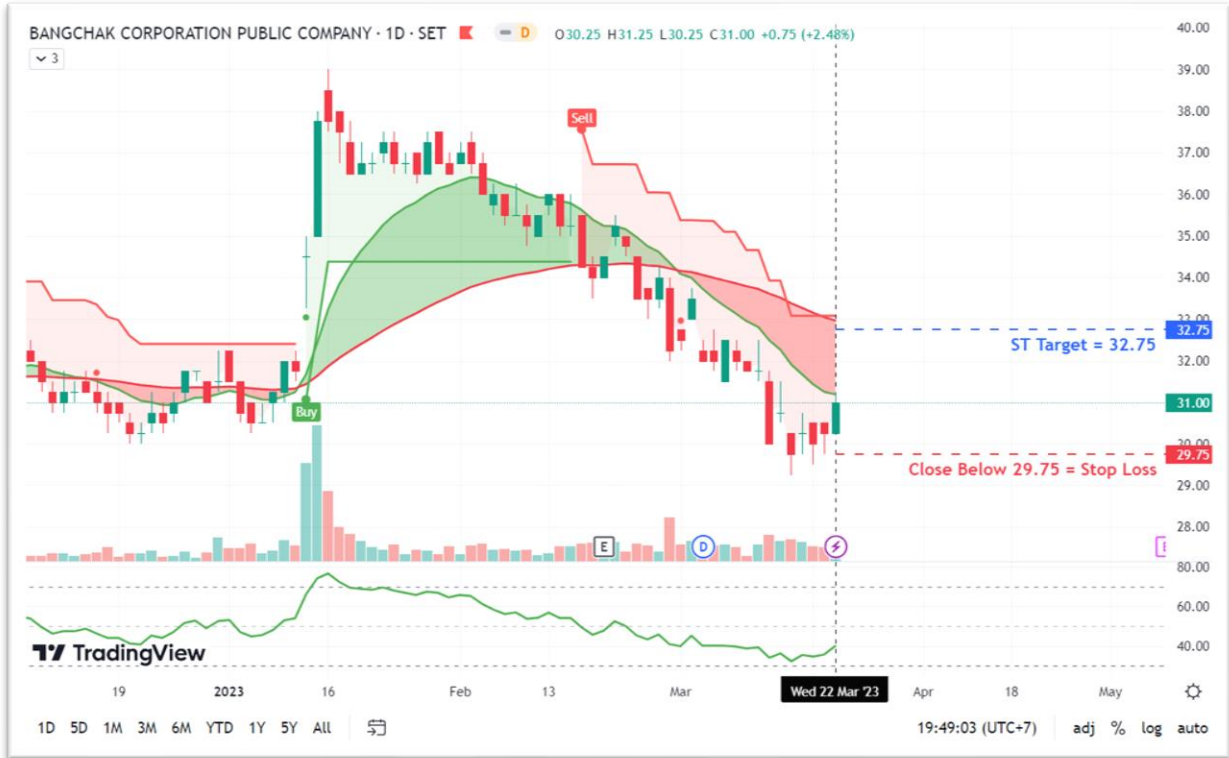 BANGCHAK CORPORATION PUBLIC COMPANY · 1D · SET D O30.25 H31.25 L30.25 C31.00 +0.75 (+2.48%)
3
40.00
39.00
38.00
37.00
36.00
35.00
34.00
33.00
32.75
32.00
31.00
30.00
29.75
29.00
28.00
80.00
60.00
40.00
Sell
Buy
ST Target = 32.75
Close Below 29.75 = Stop Loss
E
D
E
TradingView
19 2023 16 Feb 13 Mar Wed 22 Mar '23 Apr 18 May
1D 5D 1M 3M 6M YTD 1Y 5Y All 19:49:03 (UTC+7) adj % log auto